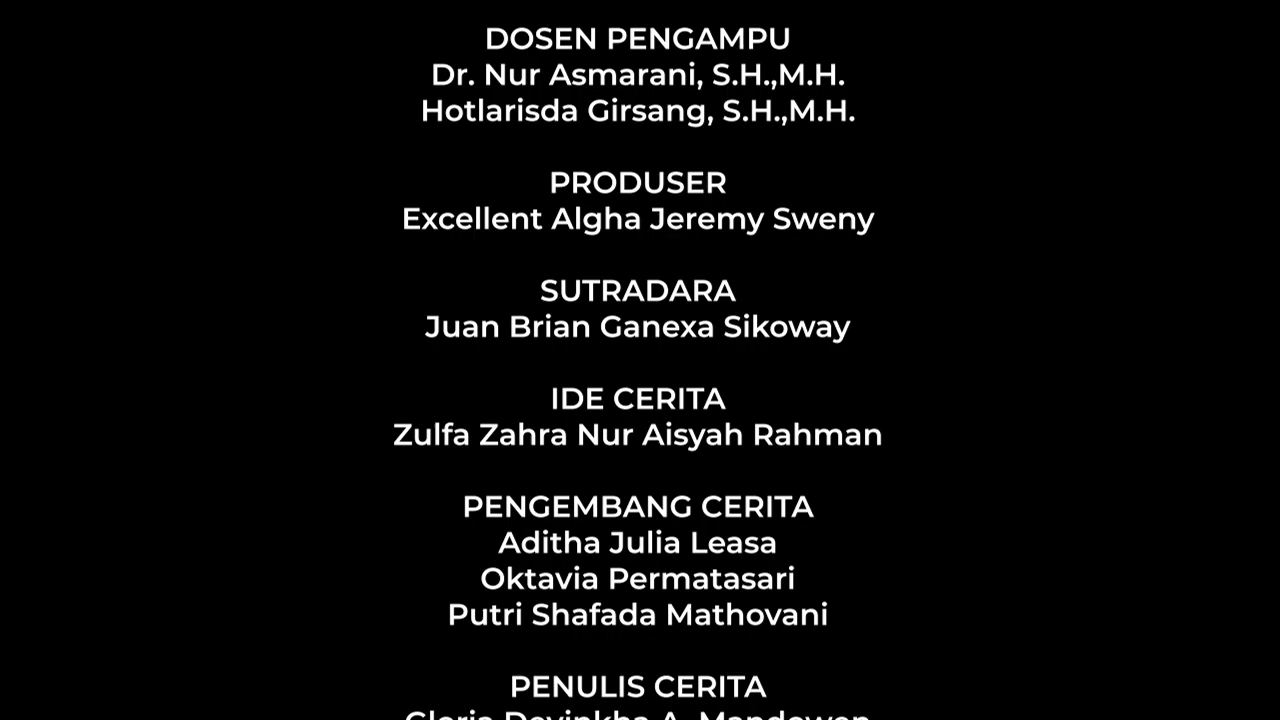 DOSEN PENGAMPU
Dr. Nur Asmarani, S.H.,M.H.
Hotlarisda Girsang, S.H.,M.H.
PRODUSER
Excellent Algha Jeremy Sweny
SUTRADARA
Juan Brian Ganexa Sikoway
IDE CERITA
Zulfa Zahra Nur Aisyah Rahman
PENGEMBANG CERITA
Aditha Julia Leasa
Oktavia Permatasari
Putri Shafada Mathovani
PENULIS CERITA